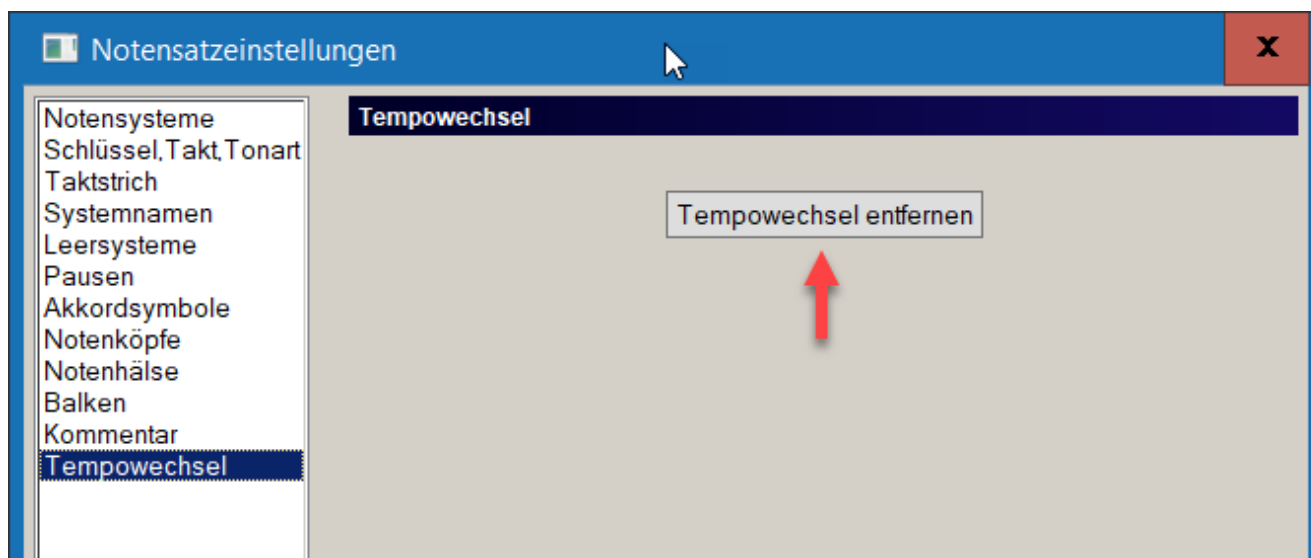 Notensatzeinstellungen
x
Notensysteme
Schlüssel,Takt,Tonart
Taktstrich
Systemnamen
Leersysteme
Pausen
Akkordsymbole
Notenköpfe
Notenhälse
Balken
Kommentar
Tempowechsel
Tempowechsel
Tempowechsel entfernen